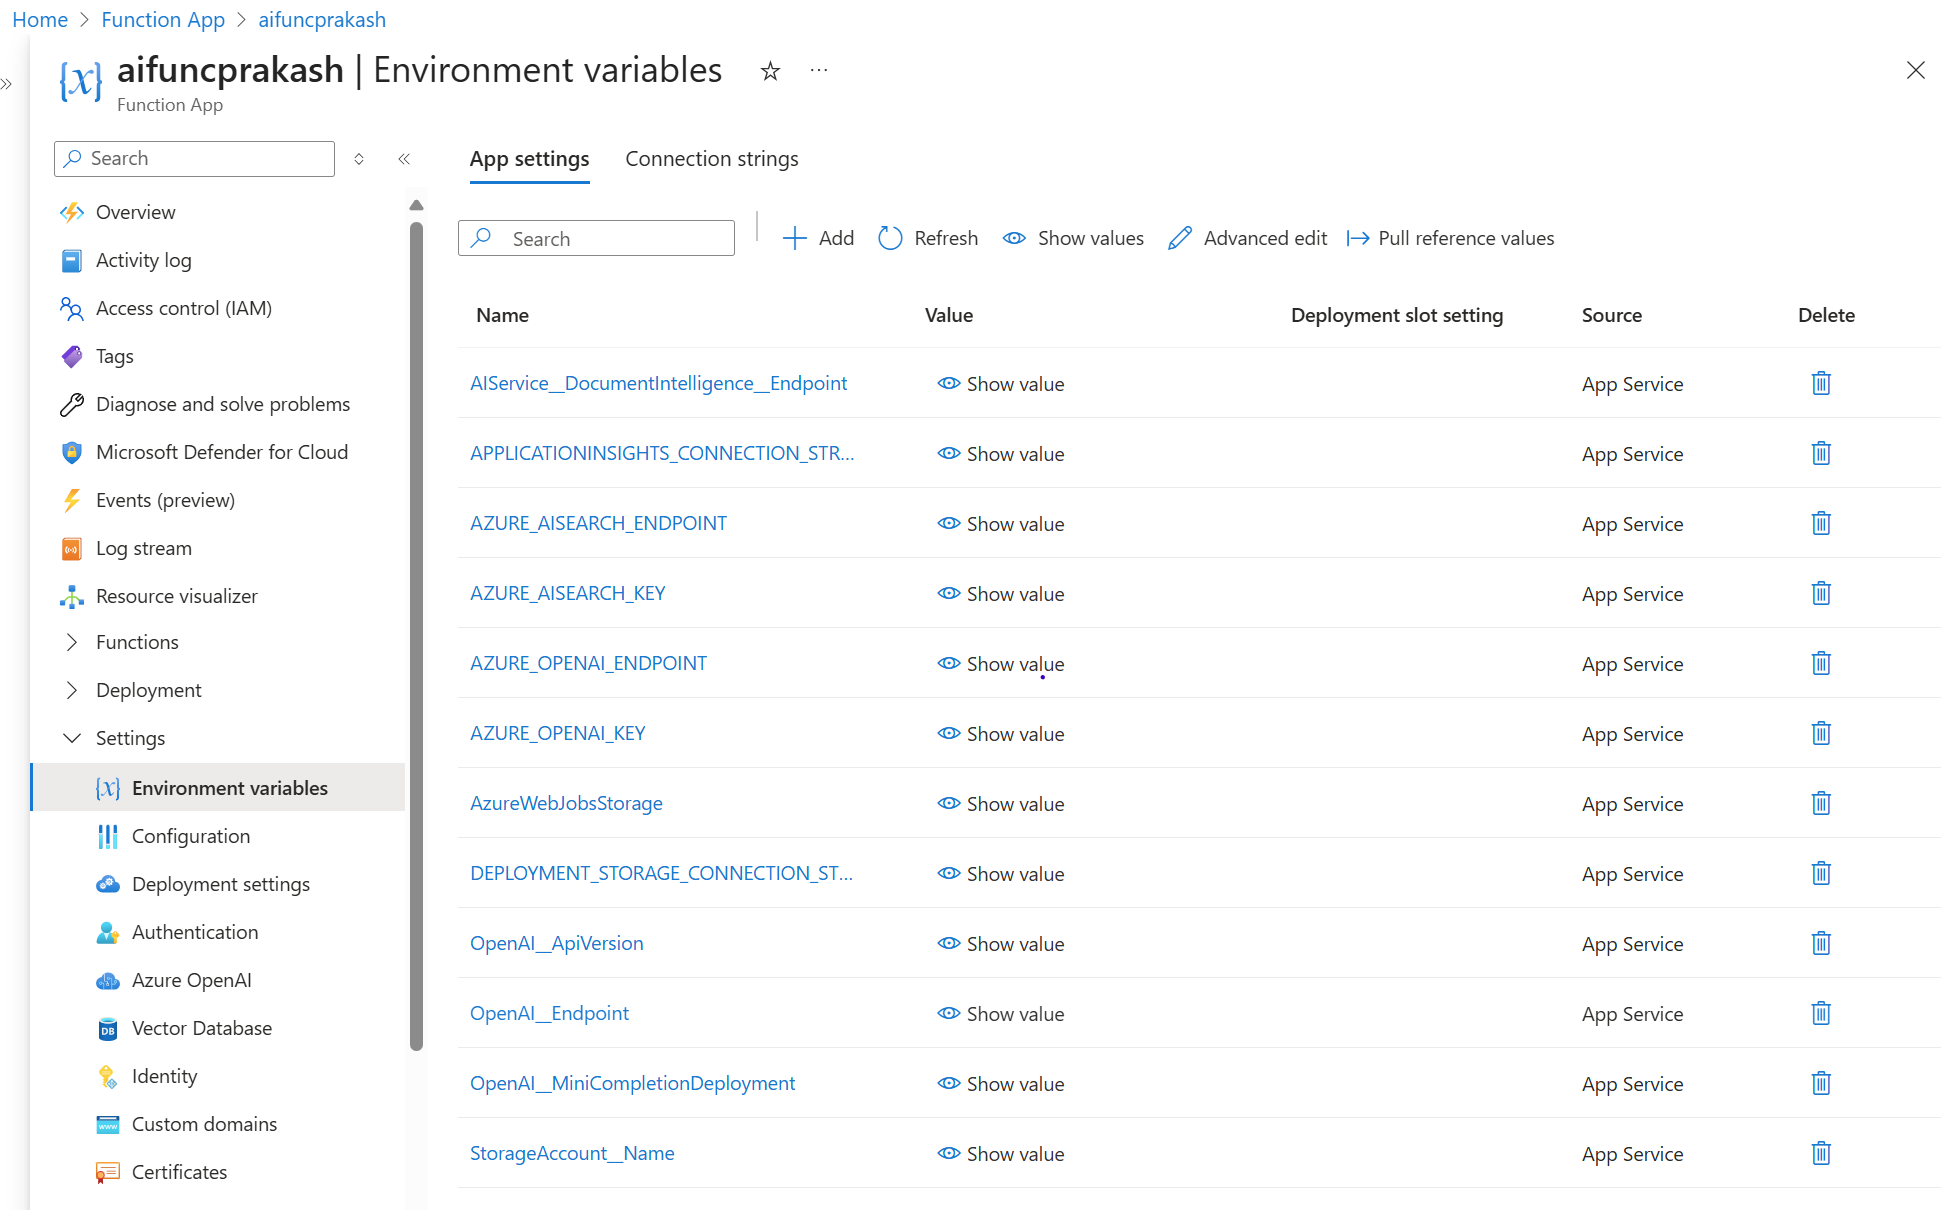 Home > Function App > aifuncprakash
aifuncprakash | Environment variables
Function App
Search
Overview
Activity log
Access control (IAM)
Tags
Diagnose and solve problems
Microsoft Defender for Cloud
Events (preview)
Log stream
Resource visualizer
Functions
Deployment
Settings
Environment variables
Configuration
Deployment settings
Authentication
Azure OpenAI
Vector Database
Identity
Custom domains
Certificates
App settings Connection strings
Search Add Refresh Show values Advanced edit Pull reference values
Name Value Deployment slot setting Source Delete
AIService__DocumentIntelligence__Endpoint Show value App Service
APPLICATIONINSIGHTS_CONNECTION_STR... Show value App Service
AZURE_AISEARCH_ENDPOINT Show value App Service
AZURE_AISEARCH_KEY Show value App Service
AZURE_OPENAI_ENDPOINT Show value App Service
AZURE_OPENAI_KEY Show value App Service
AzureWebJobsStorage Show value App Service
DEPLOYMENT_STORAGE_CONNECTION_ST... Show value App Service
OpenAI__ApiVersion Show value App Service
OpenAI__Endpoint Show value App Service
OpenAI__MiniCompletionDeployment Show value App Service
StorageAccount__Name Show value App Service